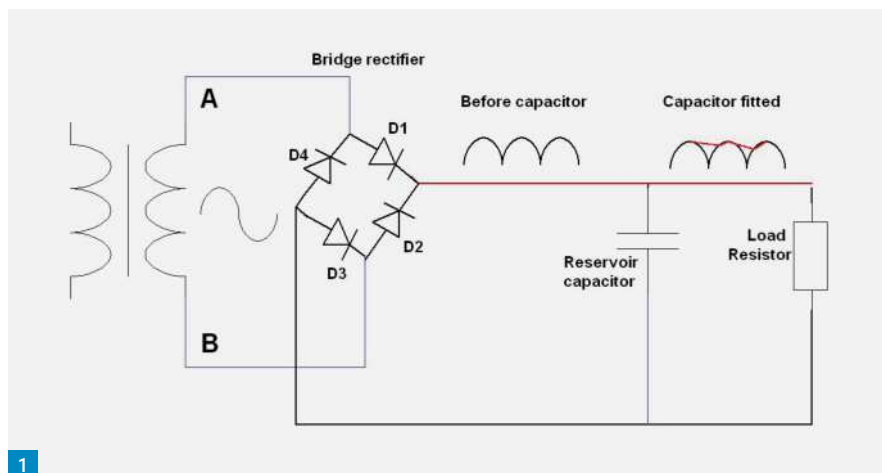 Bridge rectifier
A
Before capacitor
Capacitor fitted
D1
D4
D2
D3
Reservoir
capacitor
Load
Resistor
B
1